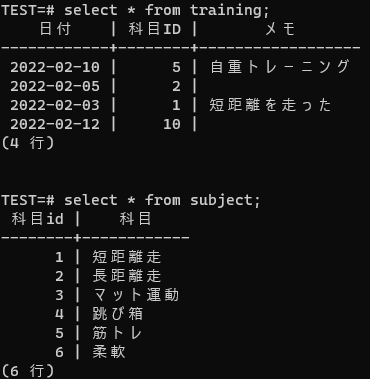 TEST=# select * from training;
日付 | 科目ID | メモ
------------+--------+------------------
2022-02-10 | 5 | 自重トレーニング
2022-02-05 | 2 |
2022-02-03 | 1 | 短距離を走った
2022-02-12 | 10 |
(4 行)
TEST=# select * from subject;
科目id | 科目
--------+------------
1 | 短距離走
2 | 長距離走
3 | マット運動
4 | 跳び箱
5 | 筋トレ
6 | 柔軟
(6 行)